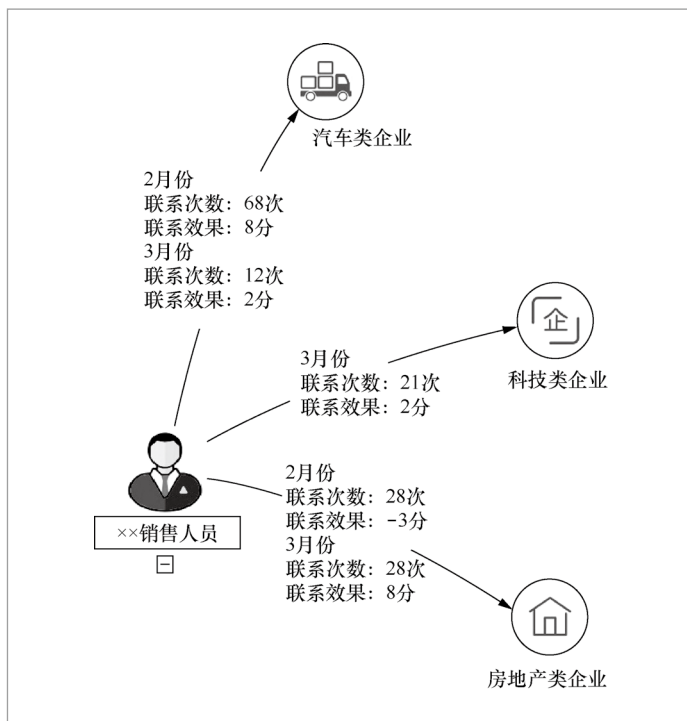 汽车类企业
2月份
联系次数：68次
联系效果：8分
3月份
联系次数：12次
联系效果：2分
企
3月份
联系次数：21次
联系效果：2分
科技类企业
2月份
联系次数：28次
联系效果：-3分
3月份
联系次数：28次
联系效果：8分
××销售人员
房地产类企业